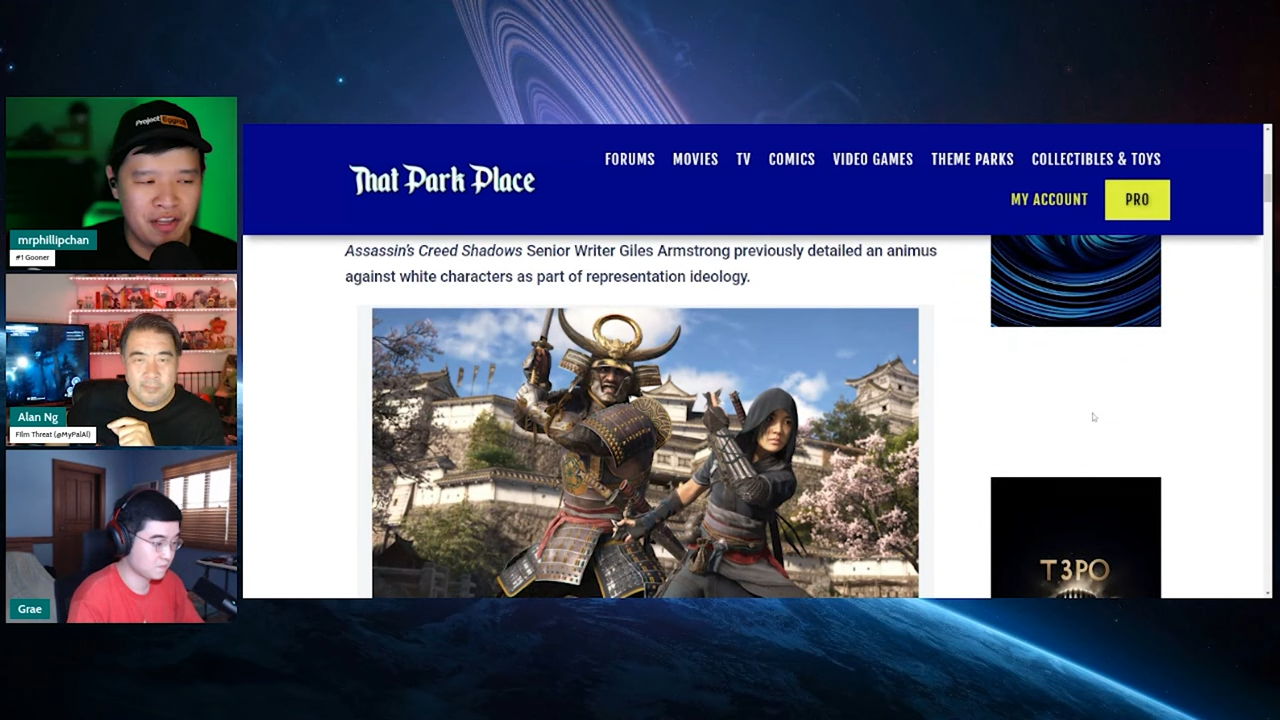 Project Egma
mrphillipchan
#1 Gooner
Alan Ng
Film Threat (@MyPalAl)
Grae
That Park Place
FORUMS MOVIES TV COMICS VIDEO GAMES THEME PARKS COLLECTIBLES & TOYS
MY ACCOUNT PRO
Assassin's Creed Shadows Senior Writer Giles Armstrong previously detailed an animus
against white characters as part of representation ideology.
T3PO